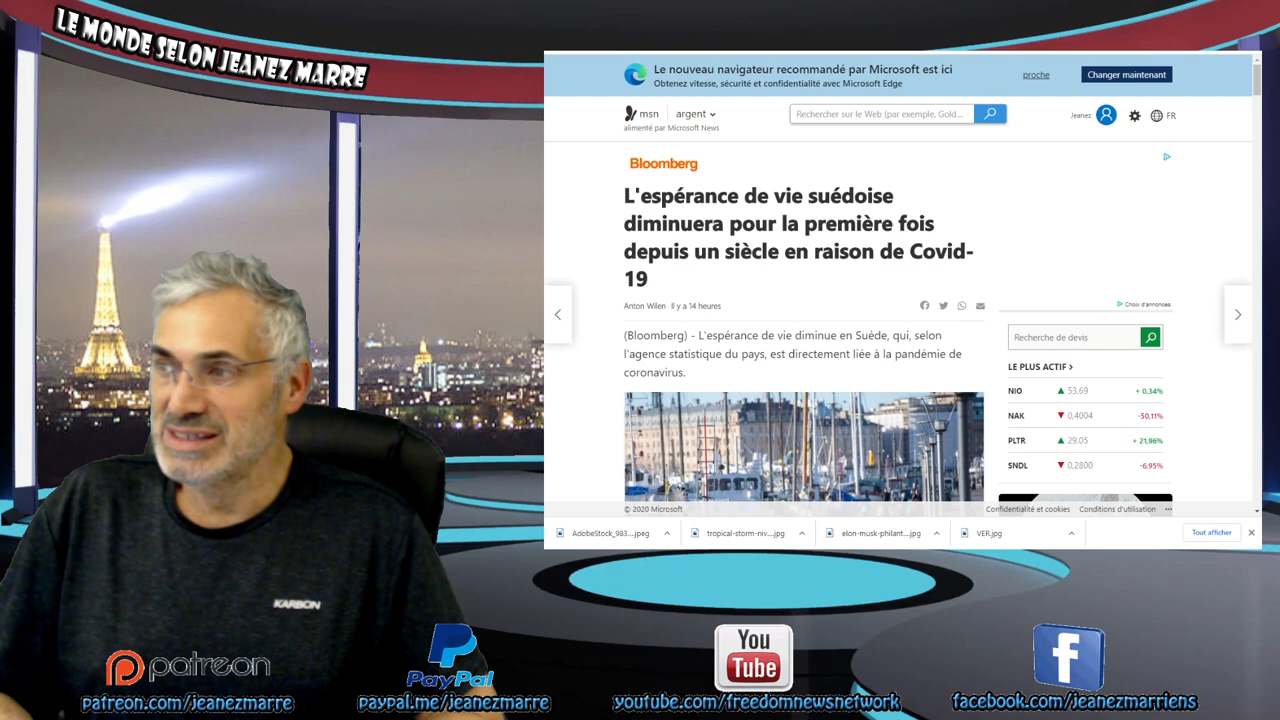 LE MONDE SELON JEANEZ MARRE
Le nouveau navigateur recommandé par Microsoft est ici
Obtenez vitesse, sécurité et confidentialité avec Microsoft Edge
proche
Changer maintenant
msn
argent
alimenté par Microsoft News
Rechercher sur le Web (par exemple, Gold...
Jeanez
FR
Bloomberg
L'espérance de vie suédoise
diminuera pour la première fois
depuis un siècle en raison de Covid-
19
Anton Wilen · Il y a 14 heures
(Bloomberg) - L'espérance de vie diminue en Suède, qui, selon
l'agence statistique du pays, est directement liée à la pandémie de
coronavirus.
Choix d'annonces
Recherche de devis
LE PLUS ACTIF >
NIO ▲ 53,69 + 0,34%
NAK ▼ 0,4004 -50,11%
PLTR ▲ 29.05 + 21,96%
SNDL ▼ 0,2800 -6.95%
© 2020 Microsoft
Confidentialité et cookies
Conditions d'utilisation
...
AdobeStock_983....jpeg
tropical-storm-niv....jpg
elon-musk-philant....jpg
VER.jpg
Tout afficher
KARBON
patreon
patreon.com/jeanezmarre
PayPal
paypal.me/jeanezmarre
You
Tube
youtube.com/freedomnewsnetwork
f
facebook.com/jeanezmarriens